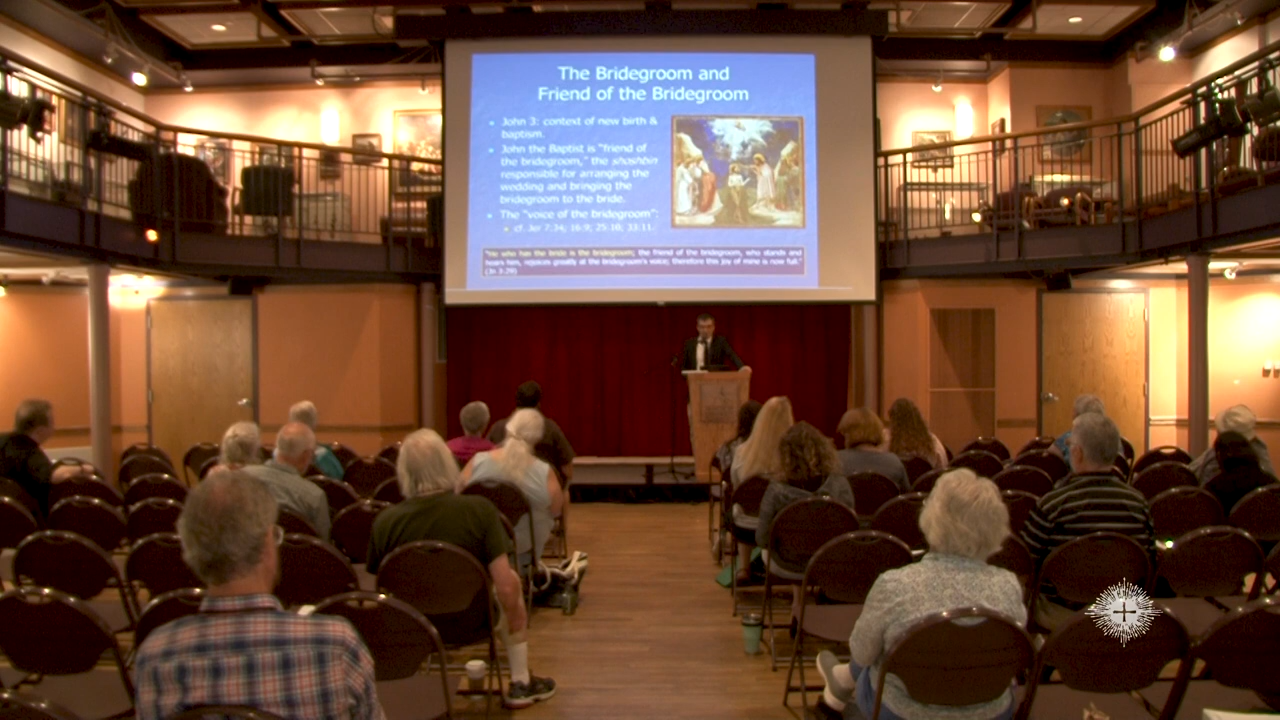 The Bridegroom and
Friend of the Bridegroom
John 3: context of new birth &
baptism.
John the Baptist is "friend of
the bridegroom," the shoshbin
responsible for arranging the
wedding and bringing the
bridegroom to the bride.
The "voice of the bridegroom":
cf. Jer 7:34; 16:9; 25:10; 33:11.
"He who has the bride is the bridegroom; the friend of the bridegroom, who stands and
hears him, rejoices greatly at the bridegroom's voice; therefore this joy of mine is now full."
(Jn 3:29)